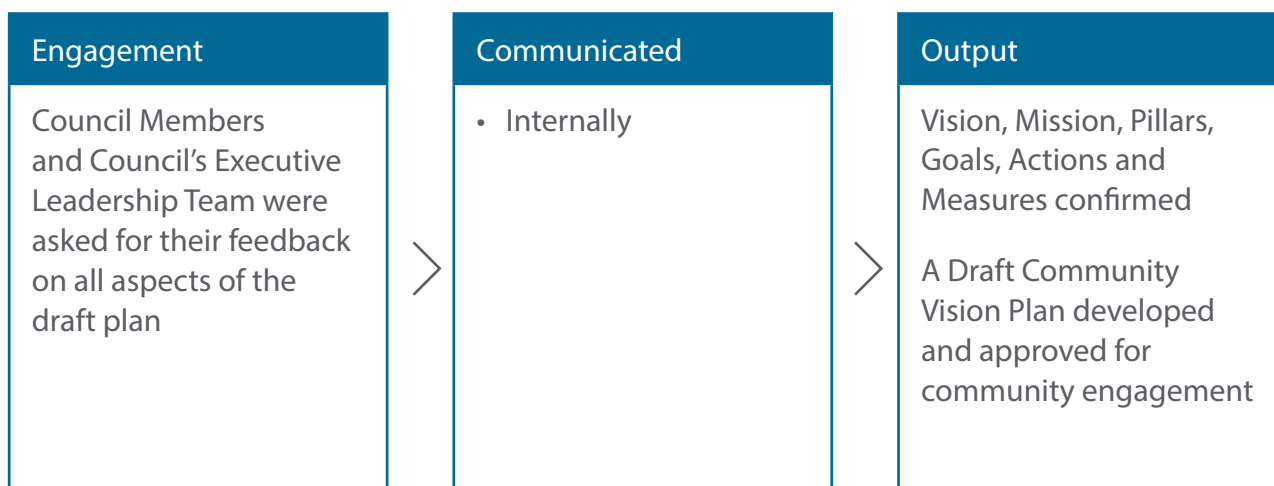 Engagement
Council Members
and Council’s Executive
Leadership Team were
asked for their feedback
on all aspects of the
draft plan
Communicated
• Internally
Output
Vision, Mission, Pillars,
Goals, Actions and
Measures confirmed
A Draft Community
Vision Plan developed
and approved for
community engagement